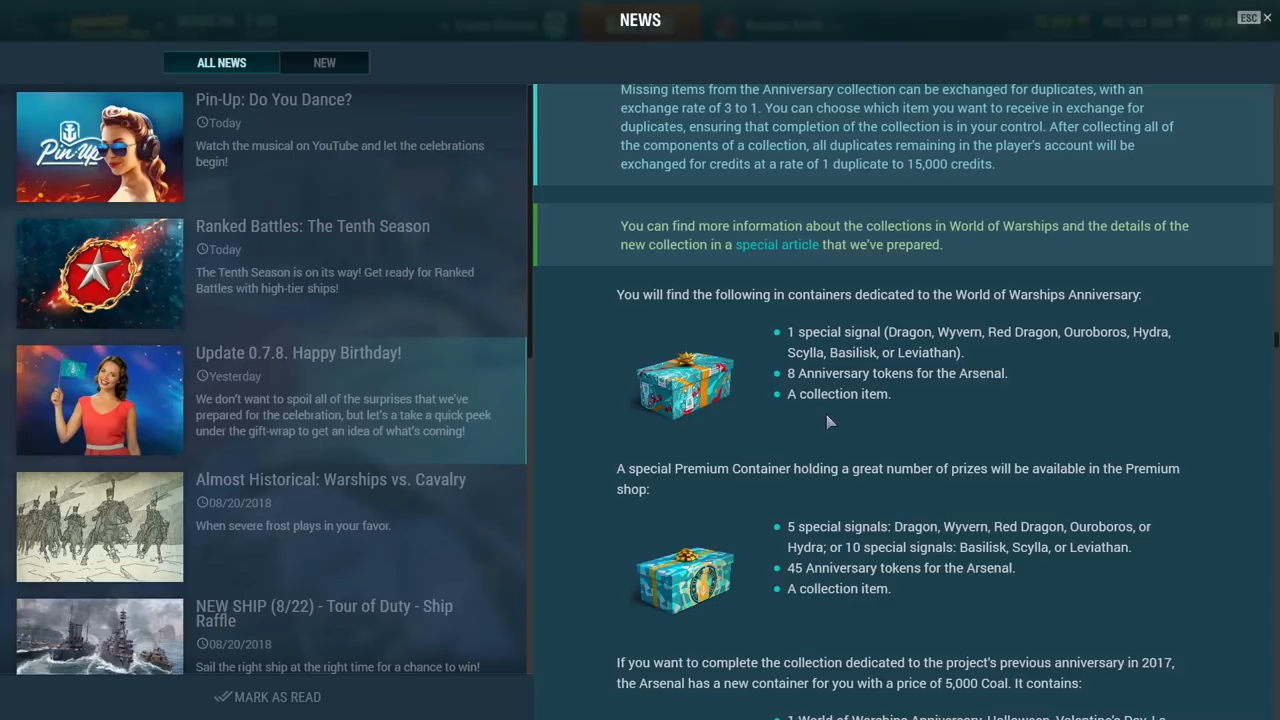 NEWS
ESC
ALL NEWS
NEW
Pin-Up: Do You Dance?
Today
Watch the musical on YouTube and let the celebrations
begin!
Pin Up
Ranked Battles: The Tenth Season
Today
The Tenth Season is on its way! Get ready for Ranked
Battles with high-tier ships!
Update 0.7.8. Happy Birthday!
Yesterday
We don't want to spoil all of the surprises that we've
prepared for the celebration, but let's a take a quick peek
under the gift-wrap to get an idea of what's coming!
Almost Historical: Warships vs. Cavalry
08/20/2018
When severe frost plays in your favor.
NEW SHIP (8/22) - Tour of Duty - Ship
Raffle
08/20/2018
Sail the right ship at the right time for a chance to win!
MARK AS READ
Missing items from the Anniversary collection can be exchanged for duplicates, with an
exchange rate of 3 to 1. You can choose which item you want to receive in exchange for
duplicates, ensuring that completion of the collection is in your control. After collecting all of
the components of a collection, all duplicates remaining in the player's account will be
exchanged for credits at a rate of 1 duplicate to 15,000 credits.
You can find more information about the collections in World of Warships and the details of the
new collection in a special article that we've prepared.
You will find the following in containers dedicated to the World of Warships Anniversary:
1 special signal (Dragon, Wyvern, Red Dragon, Ouroboros, Hydra,
Scylla, Basilisk, or Leviathan).
8 Anniversary tokens for the Arsenal.
A collection item.
A special Premium Container holding a great number of prizes will be available in the Premium
shop:
5 special signals: Dragon, Wyvern, Red Dragon, Ouroboros, or
Hydra; or 10 special signals: Basilisk, Scylla, or Leviathan.
45 Anniversary tokens for the Arsenal.
A collection item.
If you want to complete the collection dedicated to the project's previous anniversary in 2017,
the Arsenal has a new container for you with a price of 5,000 Coal. It contains:
1 World of Warships Anniversary, Halloween, Valentine's Day, La